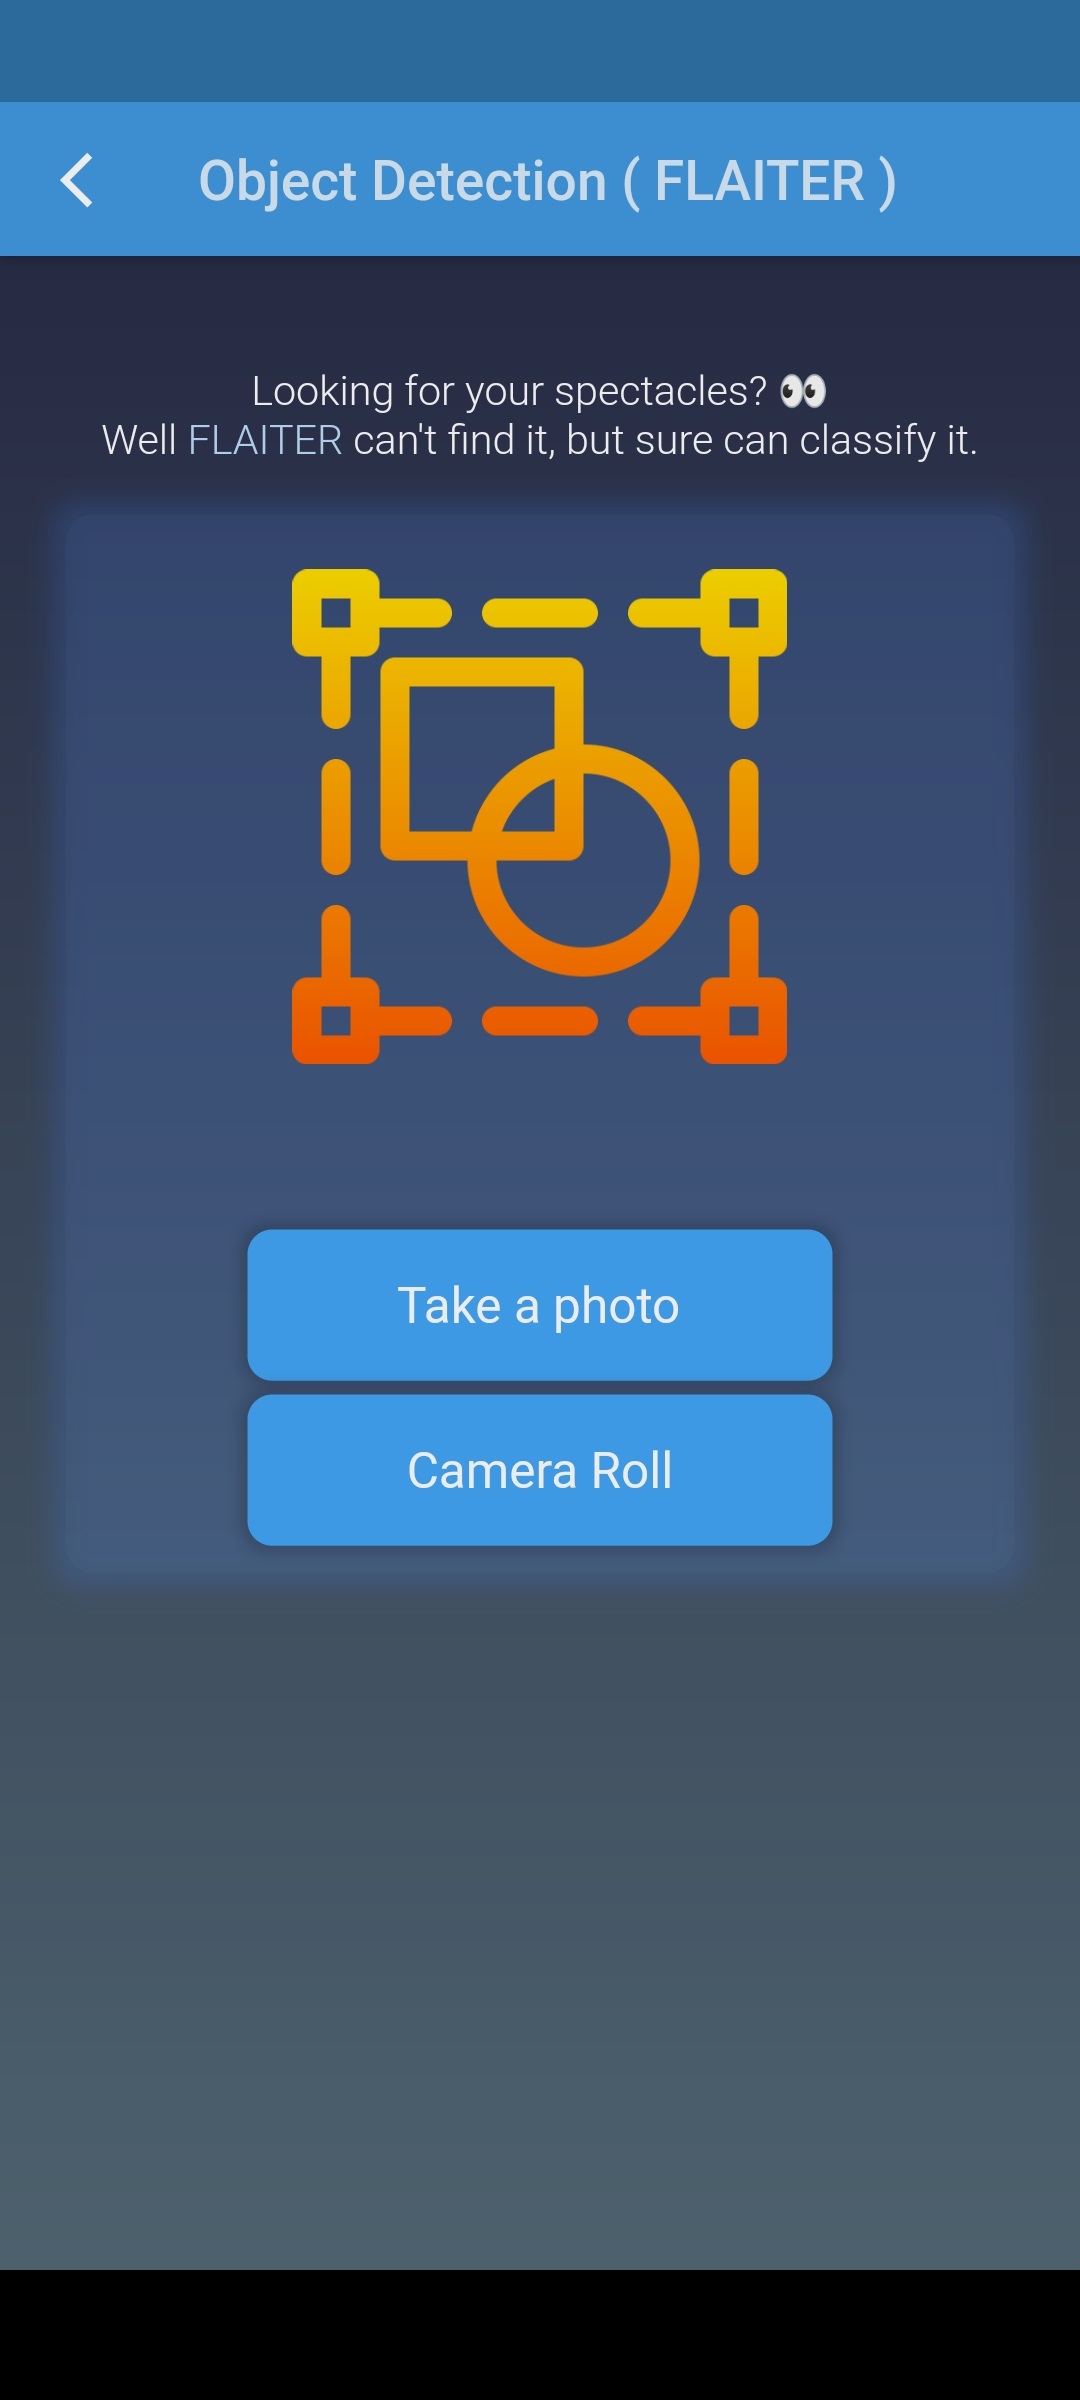 Object Detection ( FLAITER )
Looking for your spectacles? 👀
Well FLAITER can't find it, but sure can classify it.
Take a photo
Camera Roll